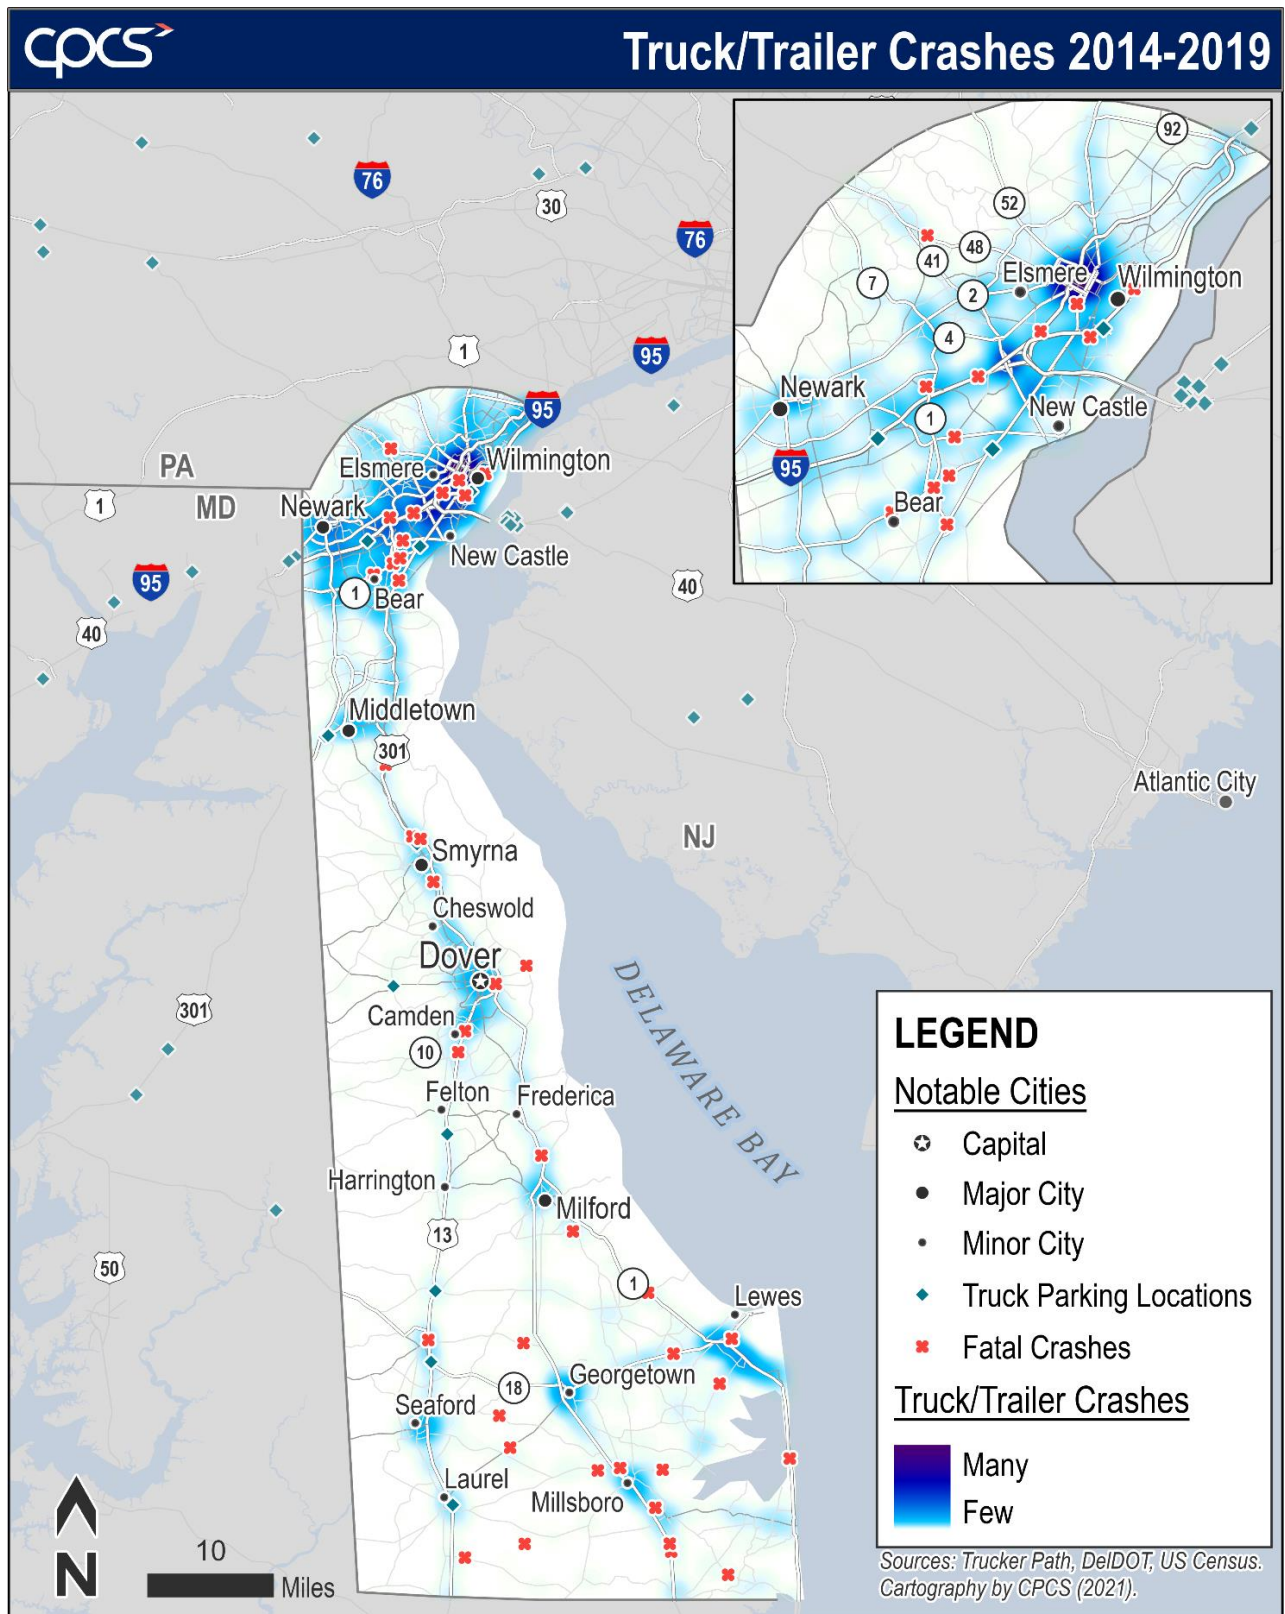 cpcs
Truck/Trailer Crashes 2014-2019
92
76
30
52
76
48
41
Elsmere
Wilmington
7
2
4
1
95
Newark
New Castle
1
95
95
Bear
PA
Elsmere
Wilmington
1
MD
Newark
New Castle
95
40
1
Bear
40
Middletown
301
Atlantic City
NJ
Smyrna
Cheswold
Dover
DELAWARE BAY
301
Camden
10
LEGEND
Notable Cities
Capital
Major City
Minor City
Truck Parking Locations
Fatal Crashes
Truck/Trailer Crashes
Many
Few
Felton
Frederica
Harrington
Milford
13
50
1
Lewes
Georgetown
18
Seaford
Laurel
Millsboro
N
10
Miles
Sources: Trucker Path, DelDOT, US Census.
Cartography by CPCS (2021).